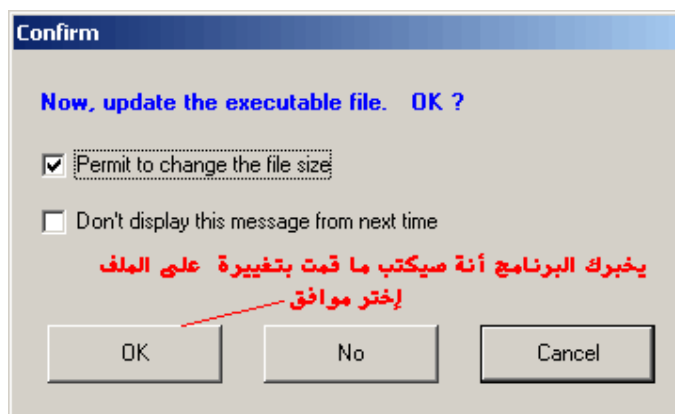 Confirm
Now, update the executable file. OK ?
Permit to change the file size
Don't display this message from next time
يخبرك البرنامج أنة صيكتب ما قمت بتغييرة على الملف
إختر موافق
OK No Cancel